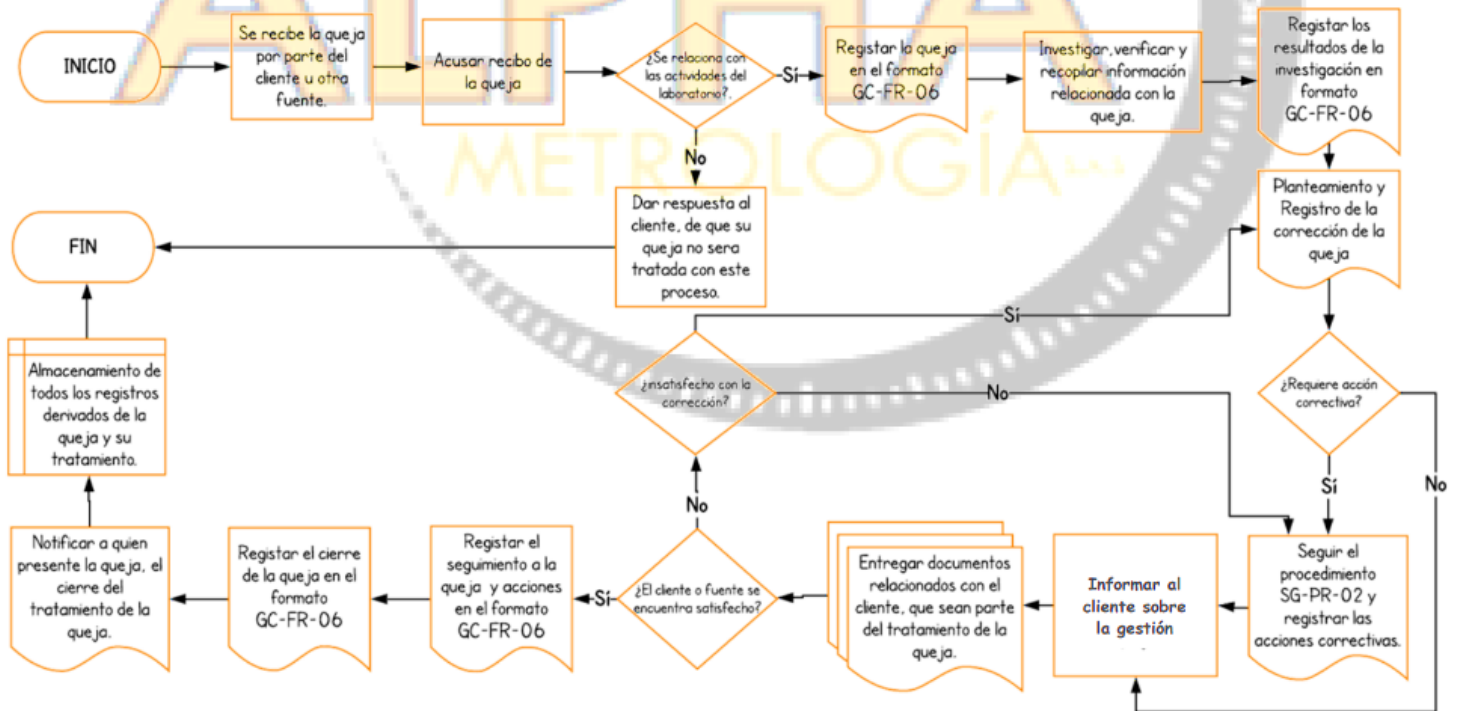 ALPHA
METROLOGÍA S.A.S
INICIO
Se recibe la queja
por parte del
cliente u otra
fuente.
Acusar recibo de
la queja
¿Se relaciona con
las actividades del
laboratorio?.
Sí
No
Registar la queja
en el formato
GC-FR-06
Investigar, verificar y
recopilar información
relacionada con la
queja.
Registar los
resultados de la
investigación en
formato
GC-FR-06
Dar respuesta al
cliente, de que su
queja no sera
tratada con este
proceso.
FIN
Planteamiento y
Registro de la
corrección de la
queja
¿Requiere acción
correctiva?
Sí
No
Seguir el
procedimiento
SG-PR-02 y
registrar las
acciones correctivas.
Informar al
cliente sobre
la gestión
Entregar documentos
relacionados con el
cliente, que sean parte
del tratamiento de la
queja.
¿El cliente o fuente se
encuentra satisfecho?
No
Sí
¿insatisfecho con la
corrección?
Sí
No
Registar el
seguimiento a la
queja y acciones
en el formato
GC-FR-06
Registar el cierre
de la queja en el
formato
GC-FR-06
Notificar a quien
presente la queja, el
cierre del
tratamiento de la
queja.
Almacenamiento de
todos los registros
derivados de la
queja y su
tratamiento.